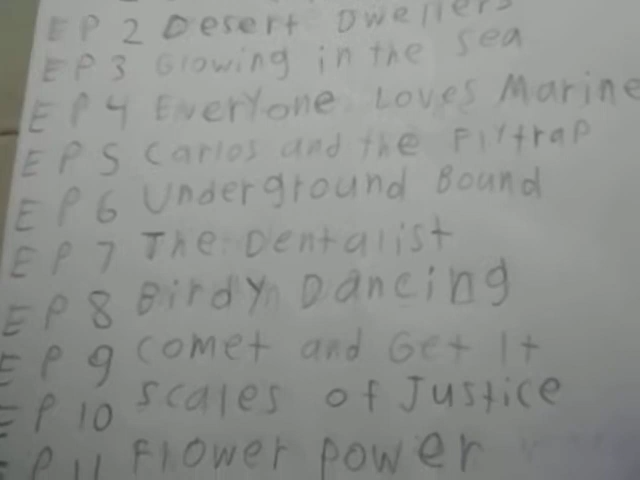 EP 2 Desert Dwellers
EP 3 Glowing in the sea
EP 4 Everyone Loves Marine
EP 5 Carlos and the Flytrap
EP 6 Underground Bound
EP 7 The Dentalist
EP 8 Birdy Dancing
EP 9 Comet and Get It
EP 10 Scales of Justice
EP 11 Flower power